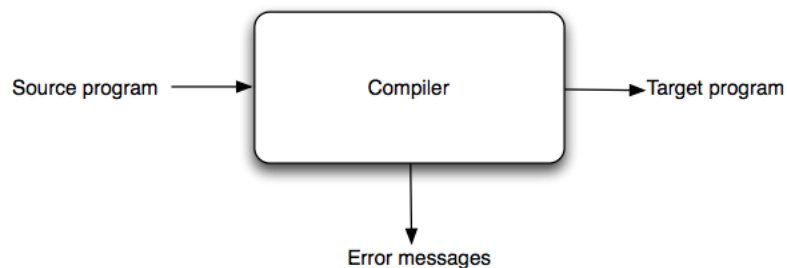 Source program
Compiler
Target program
Error messages